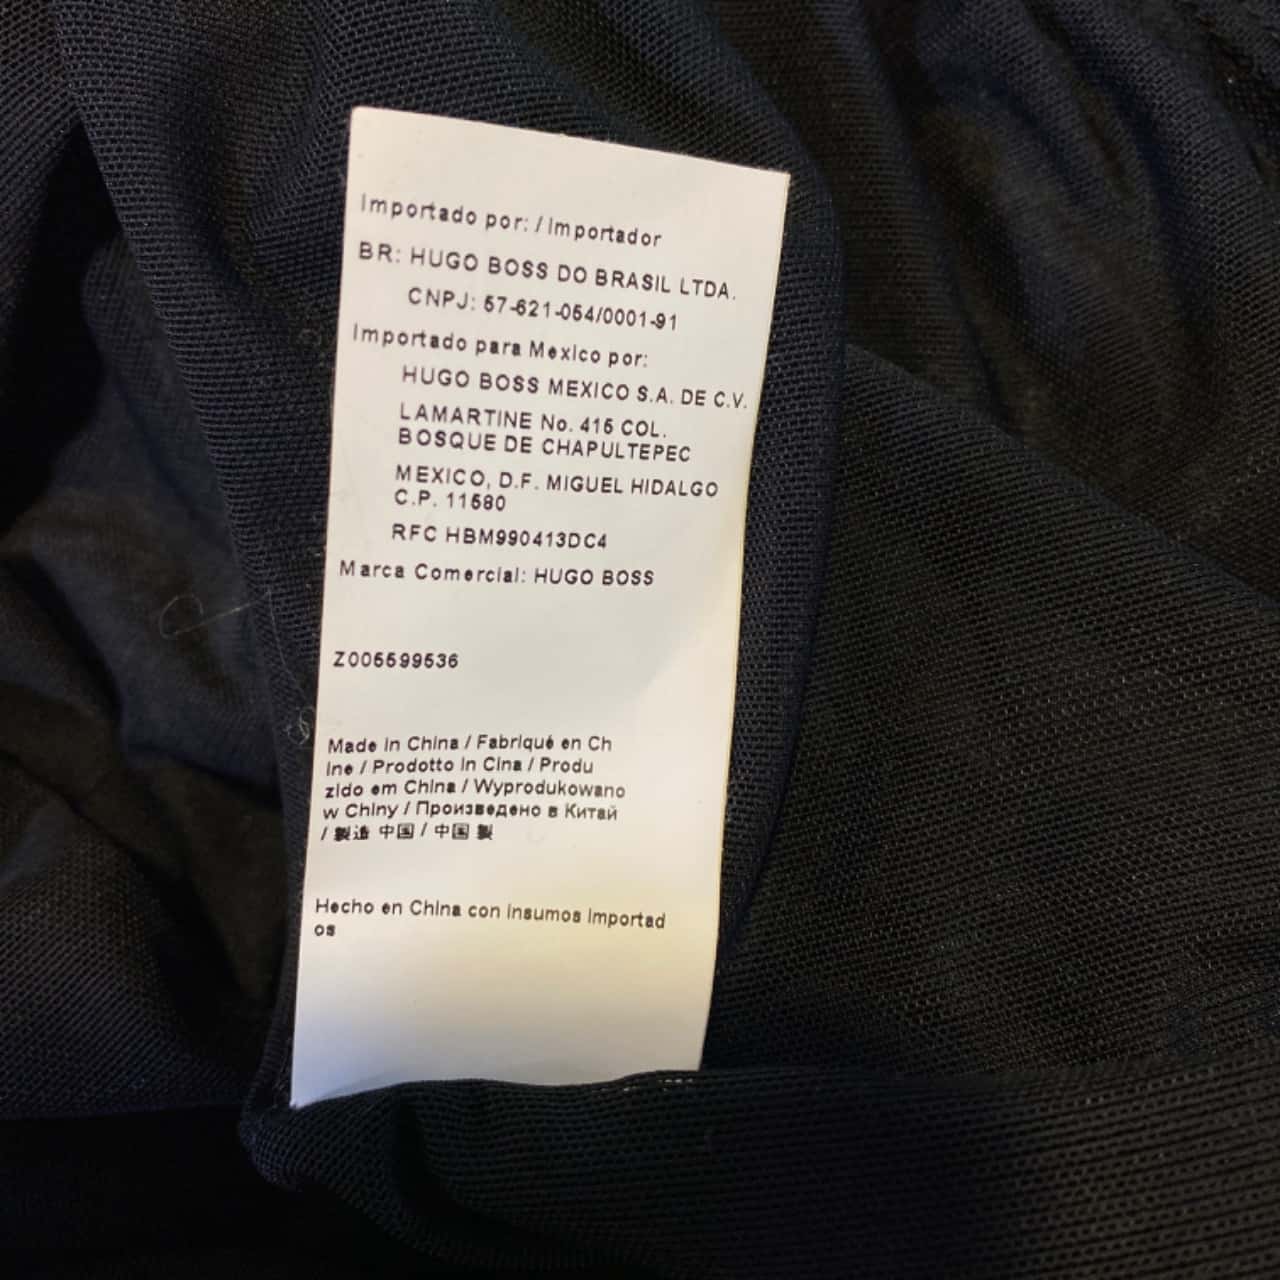 Importado por: / Importador
BR: HUGO BOSS DO BRASIL LTDA.
CNPJ: 57-621-054/0001-91
Importado para Mexico por:
HUGO BOSS MEXICO S.A. DE C.V.
LAMARTINE No. 415 COL.
BOSQUE DE CHAPULTEPEC
MEXICO, D.F. MIGUEL HIDALGO
C.P. 11580
RFC HBM990413DC4
Marca Comercial: HUGO BOSS
Z005599536
Made in China / Fabriqué en Ch
ine / Prodotto in Cina / Produ
zido em China / Wyprodukowano
w Chiny / Произведено в Китай
/ 製造 中国 / 中国 製
Hecho en China con insumos importad
os